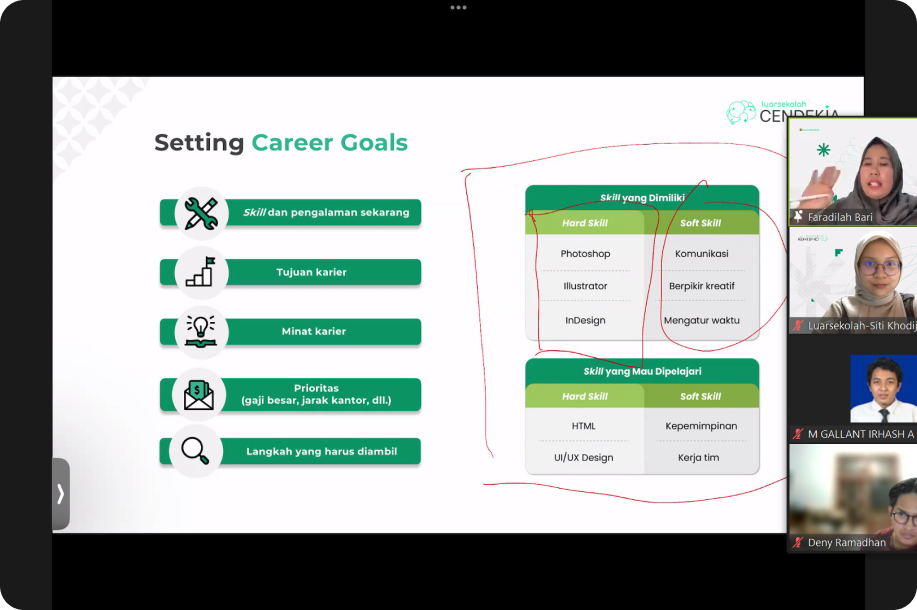 luarsekolah
CENDEKIA
Setting Career Goals
Skill dan pengalaman sekarang
Tujuan karier
Minat karier
Prioritas
(gaji besar, jarak kantor, dll.)
Langkah yang harus diambil
Skill yang Dimiliki
Hard Skill
Soft Skill
Photoshop
Komunikasi
Illustrator
Berpikir kreatif
InDesign
Mengatur waktu
Skill yang Mau Dipelajari
Hard Skill
Soft Skill
HTML
Kepemimpinan
UI/UX Design
Kerja tim
Faradilah Bari
Luarsekolah-Siti Khodij
M GALLANT IRHASH A
Deny Ramadhan